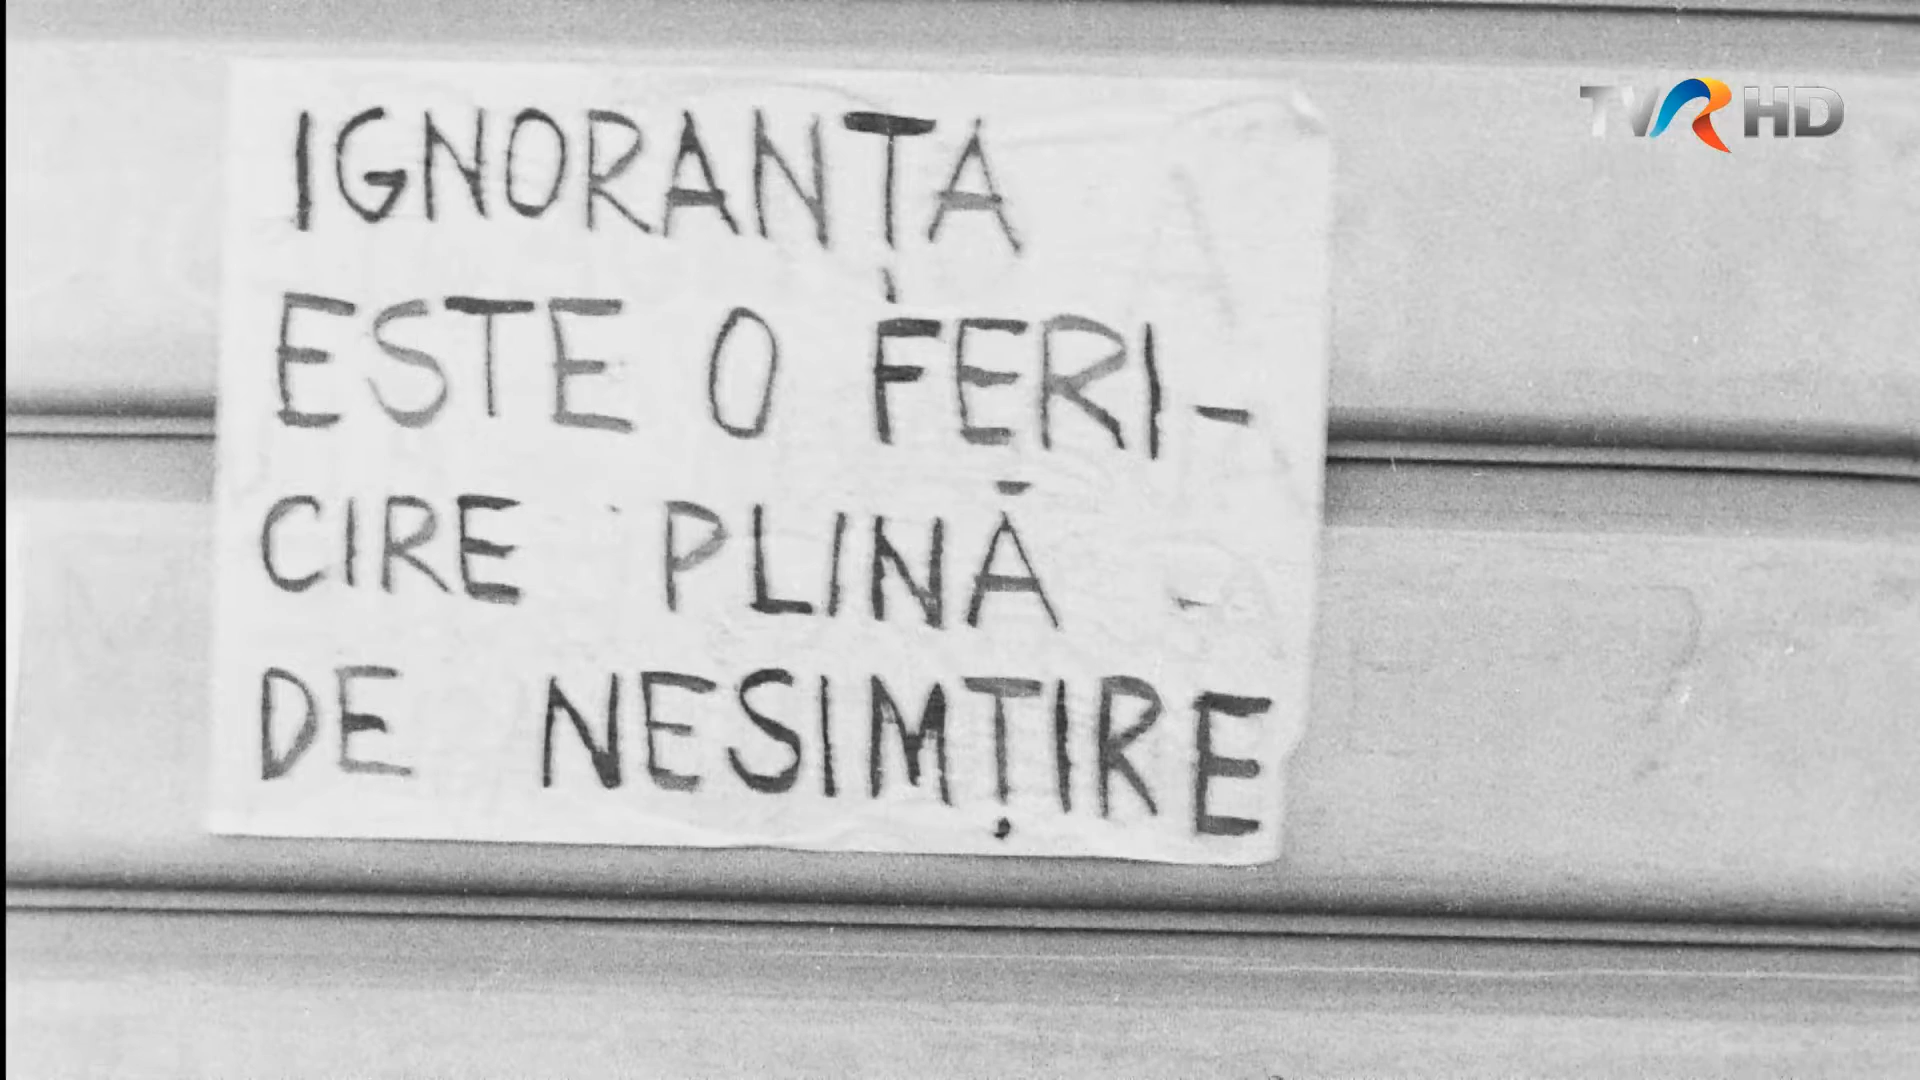 TVR HD
IGNORANȚA
ESTE O FERI-
CIRE PLINĂ
DE NESIMȚIRE